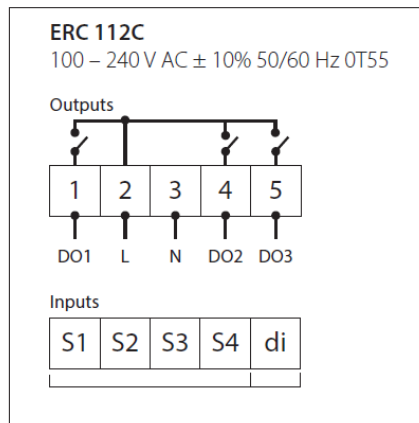 ERC 112C
100 – 240 V AC ± 10% 50/60 Hz 0T55
Outputs
1 2 3 4 5
DO1 L N DO2 DO3
Inputs
S1 S2 S3 S4 di